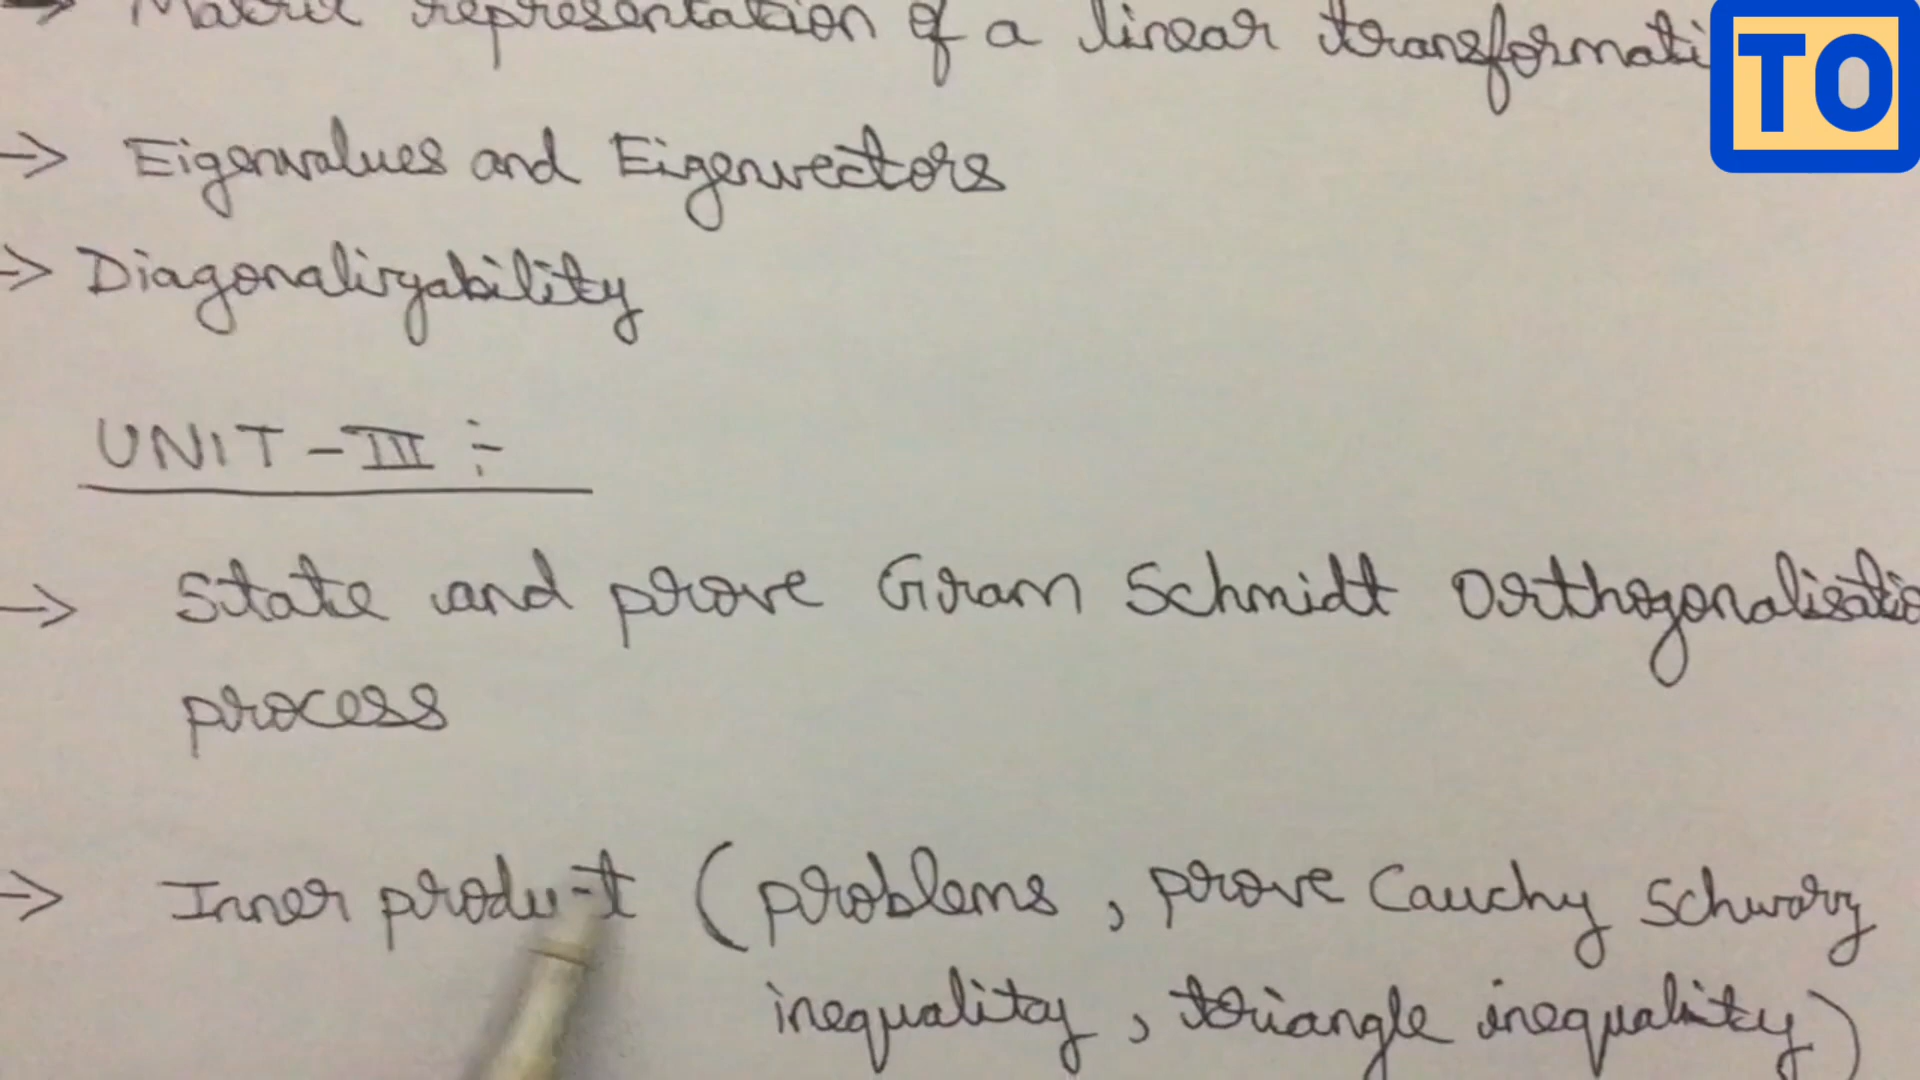 → Matrix representation of a linear transformati
TO
→ Eigenvalues and Eigenvectors
→ Diagonalizability
UNIT - III :-
→ State and prove Gram Schmidt Orthogonalisatio
process
→ Inner product (problems, prove Cauchy Schwarz
inequality, triangle inequality)